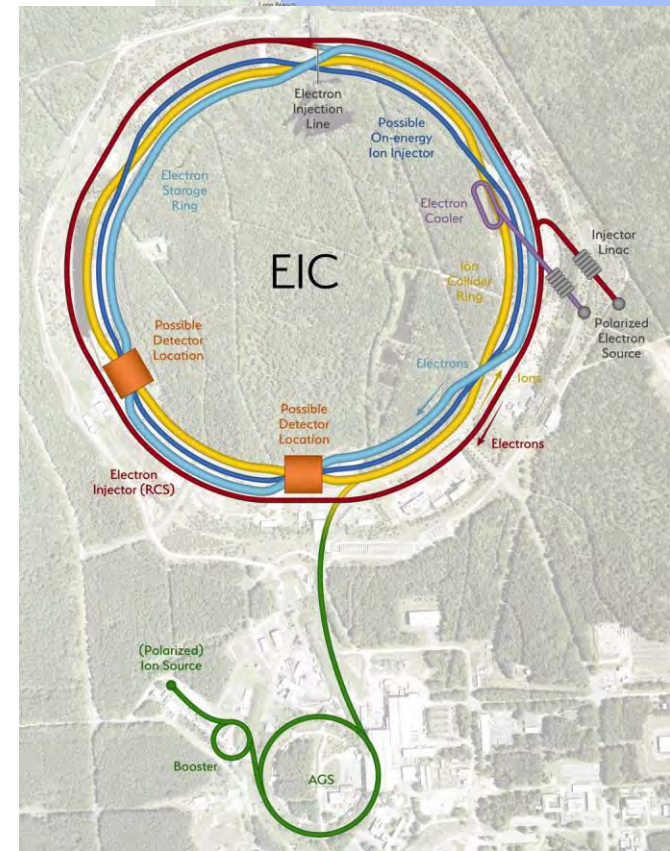 Long Branch
Electron
Injection
Line
Possible
On-energy
Ion Injector
Electron
Storage
Ring
Electron
Cooler
Injector
Linac
EIC
Ion
Collider
Ring
Polarized
Electron
Source
Possible
Detector
Location
Electrons
Ions
Possible
Detector
Location
Electrons
Electron
Injector (RCS)
(Polarized)
Ion Source
Booster
AGS